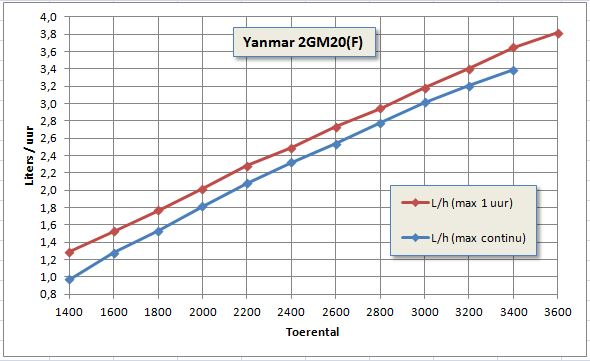 Yanmar 2GM20(F)
Liters / uur
4,0
3,8
3,6
3,4
3,2
3,0
2,8
2,6
2,4
2,2
2,0
1,8
1,6
1,4
1,2
1,0
0,8
L/h (max 1 uur)
L/h (max continu)
1400 1600 1800 2000 2200 2400 2600 2800 3000 3200 3400 3600
Toerental